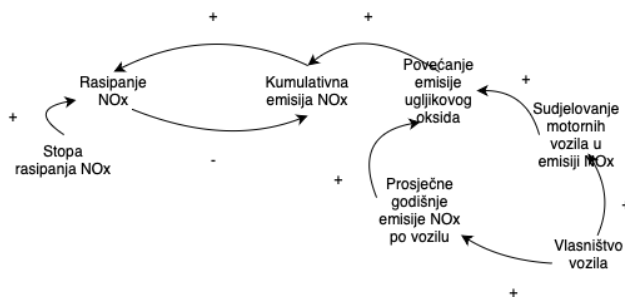 +
+
Rasipanje
NOx
Kumulativna
emisija NOx
Povećanje
emisije
ugljikovog
oksida
+
Sudjelovanje
motornih
vozila u
emisiji NOx
+
Stopa
rasipanja NOx
-
+
Prosječne
godišnje
emisije NOx
po vozilu
+
Vlasništvo
vozila
+